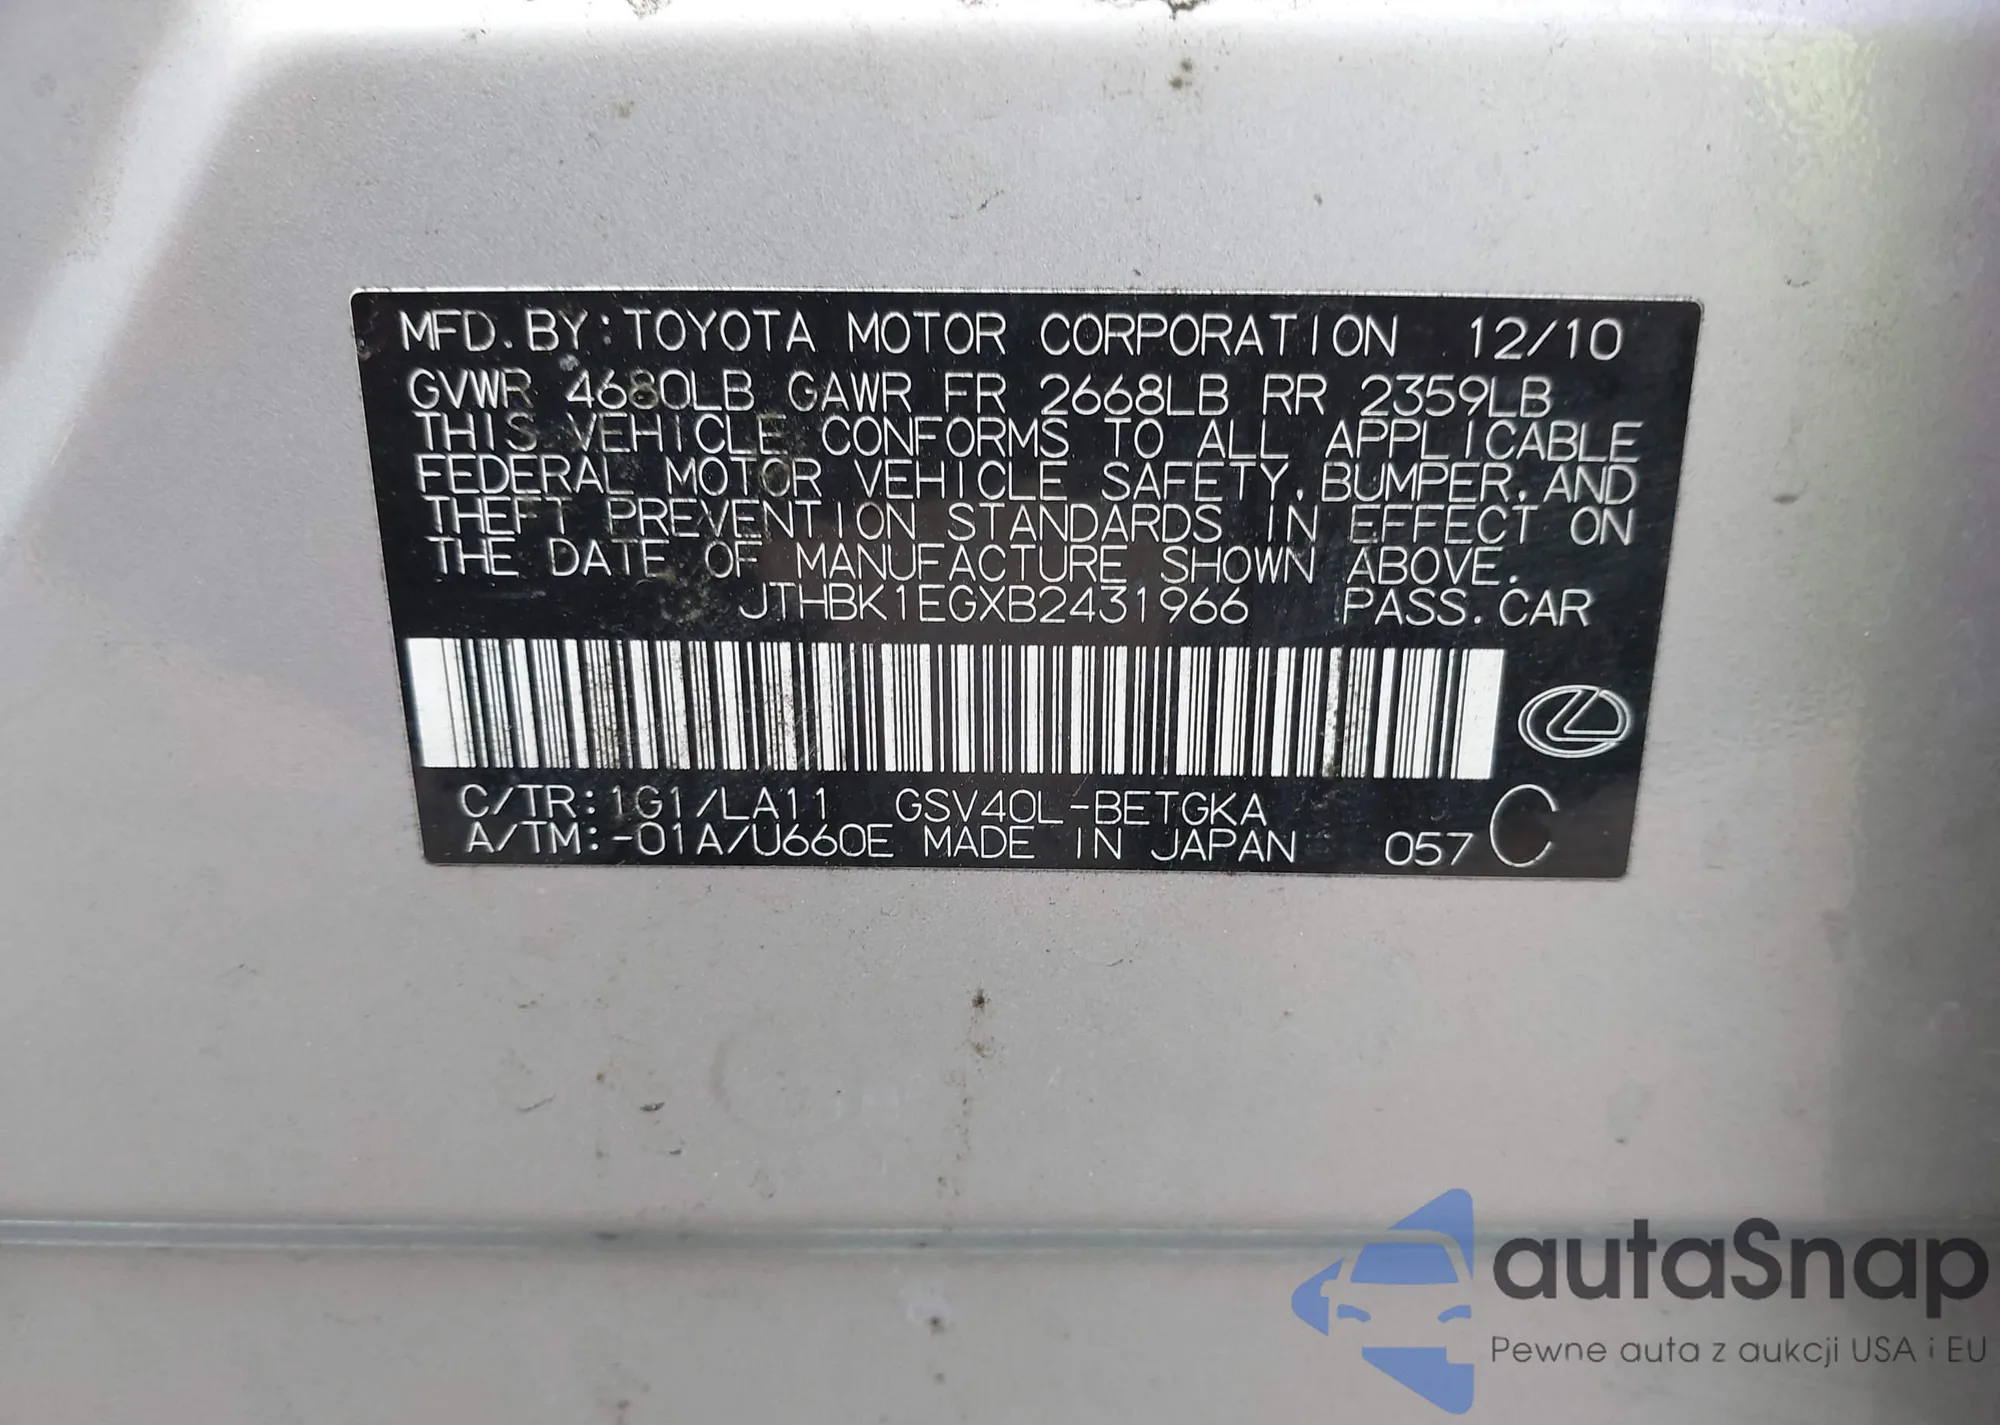 MFD. BY: TOYOTA MOTOR CORPORATION 12/10
GVWR 4680LB GAWR FR 2668LB RR 2359LB
THIS VEHICLE CONFORMS TO ALL APPLICABLE
FEDERAL MOTOR VEHICLE SAFETY, BUMPER, AND
THEFT PREVENTION STANDARDS IN EFFECT ON
THE DATE OF MANUFACTURE SHOWN ABOVE.
JTHBK1EGXB2431966 PASS. CAR
C/TR: 1G1/LA11 GSV40L-BETGKA
A/TM: -01A/U660E MADE IN JAPAN 057 C
autaSnap
Pewne auta z aukcji USA i EU